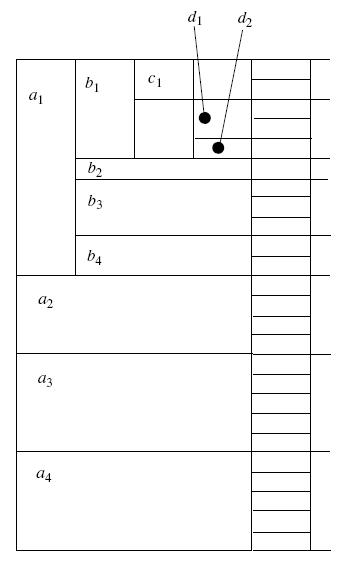 d₁ d₂
a₁ b₁ c₁
b₂
b₃
b₄
a₂
a₃
a₄